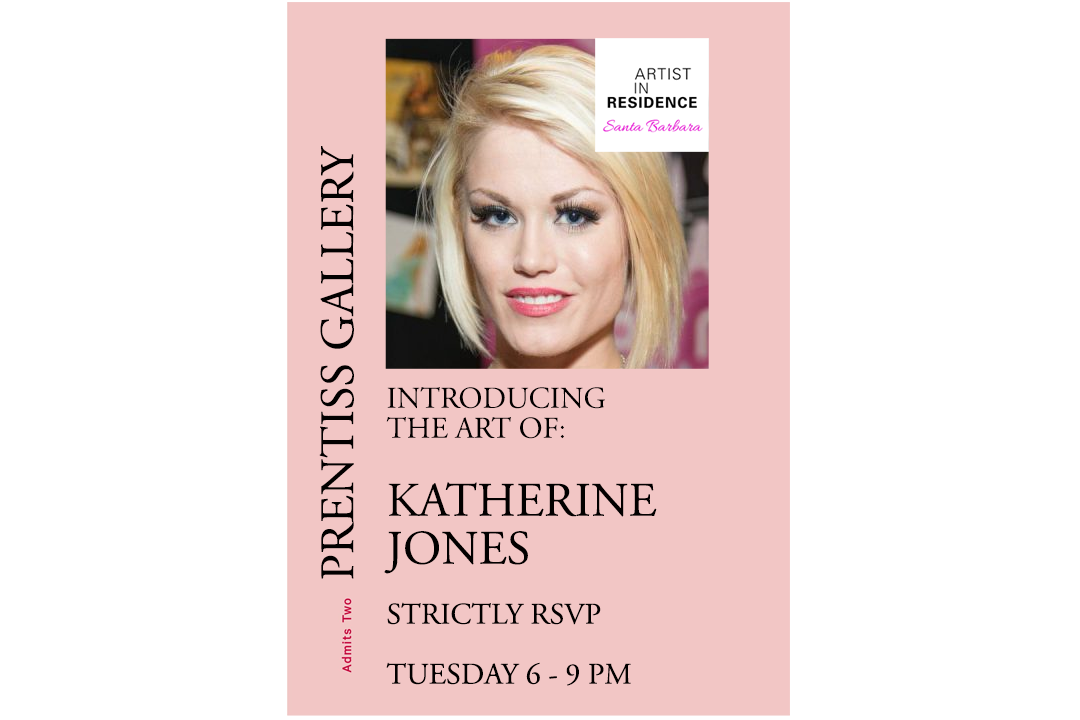 ARTIST
IN
RESIDENCE
Santa Barbara
PRENTISS GALLERY
Admits Two
INTRODUCING
THE ART OF:
KATHERINE
JONES
STRICTLY RSVP
TUESDAY 6 - 9 PM